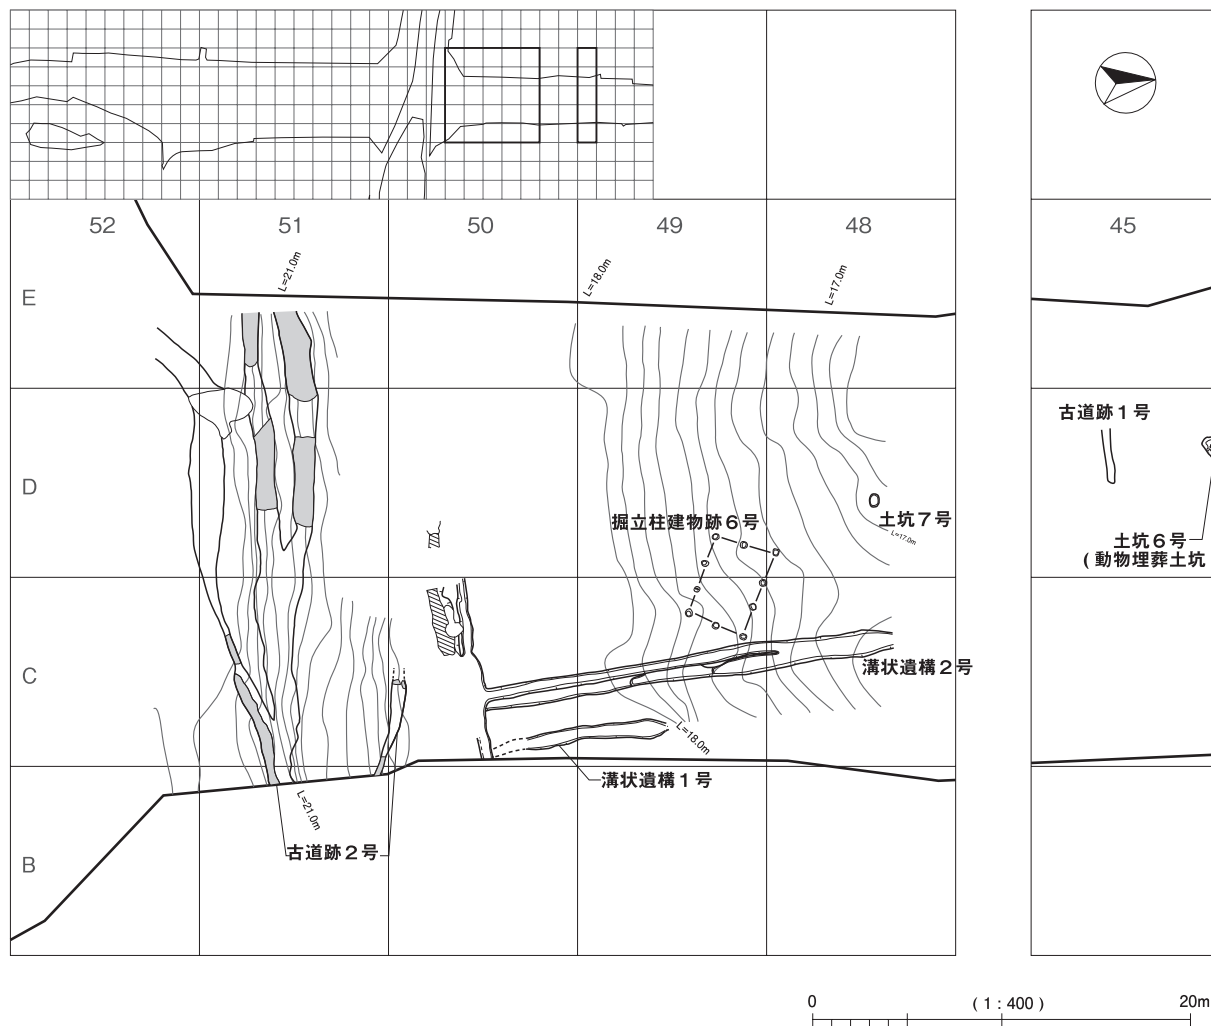 52
51
50
49
48
45
L=21.0m
L=18.0m
L=17.0m
E
古道跡１号
D
掘立柱建物跡６号
土坑７号
L=17.0m
土坑６号
(動物埋葬土坑
C
溝状遺構２号
L=18.0m
溝状遺構１号
L=21.0m
古道跡２号
B
0
(１:400)
20m